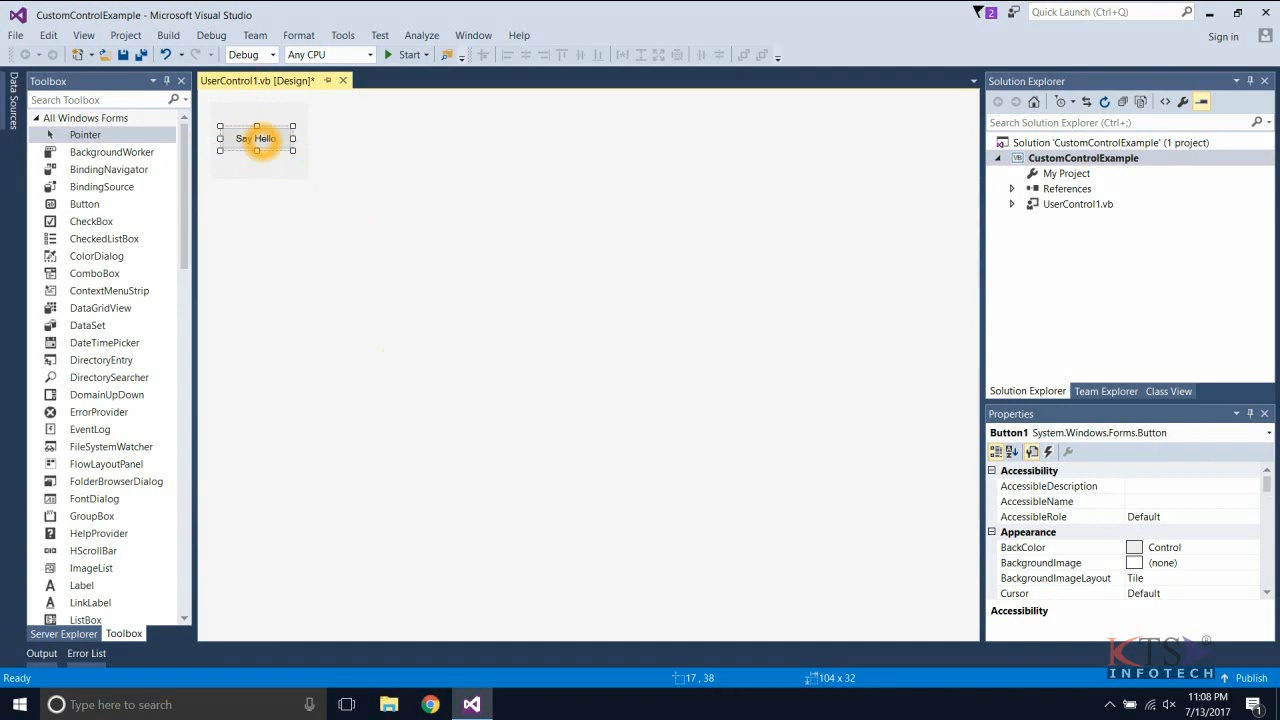 CustomControlExample - Microsoft Visual Studio
2
Quick Launch (Ctrl+Q)
File Edit View Project Build Debug Team Format Tools Test Analyze Window Help
Sign in
Debug Any CPU Start
Data Sources
Toolbox
Search Toolbox
All Windows Forms
Pointer
BackgroundWorker
BindingNavigator
BindingSource
Button
CheckBox
CheckedListBox
ColorDialog
ComboBox
ContextMenuStrip
DataGridView
DataSet
DateTimePicker
DirectoryEntry
DirectorySearcher
DomainUpDown
ErrorProvider
EventLog
FileSystemWatcher
FlowLayoutPanel
FolderBrowserDialog
FontDialog
GroupBox
HelpProvider
HScrollBar
ImageList
Label
LinkLabel
ListBox
Server Explorer Toolbox
UserControl1.vb [Design]*
Say Hello
Solution Explorer
Search Solution Explorer (Ctrl+;)
Solution 'CustomControlExample' (1 project)
VB CustomControlExample
My Project
References
UserControl1.vb
Solution Explorer Team Explorer Class View
Properties
Button1 System.Windows.Forms.Button
Accessibility
AccessibleDescription
AccessibleName
AccessibleRole Default
Appearance
BackColor Control
BackgroundImage (none)
BackgroundImageLayout Tile
Cursor Default
Accessibility
KTS ®
INFOTECH
Output Error List
Ready 17 , 38 104 x 32 Publish
Type here to search
11:08 PM
7/13/2017
1